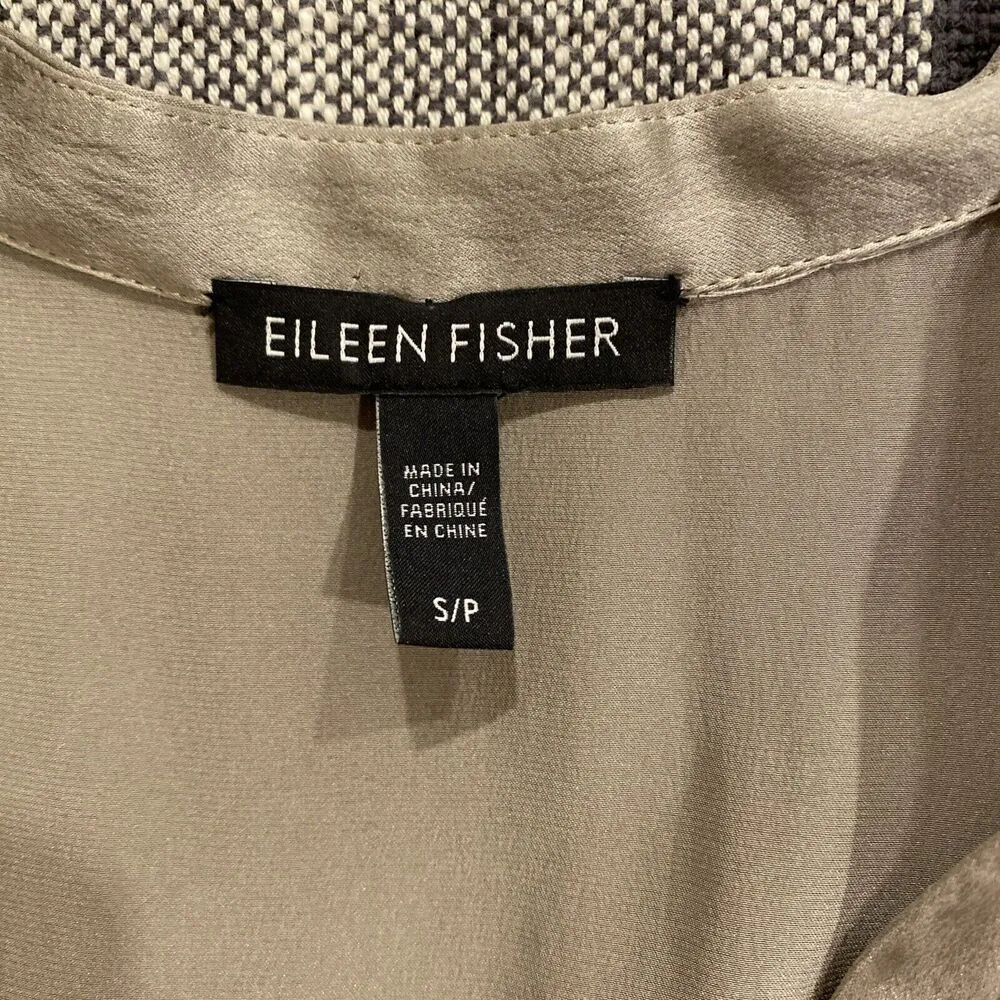 EILEEN FISHER
MADE IN
CHINA/
FABRIQUÉ
EN CHINE
S/P